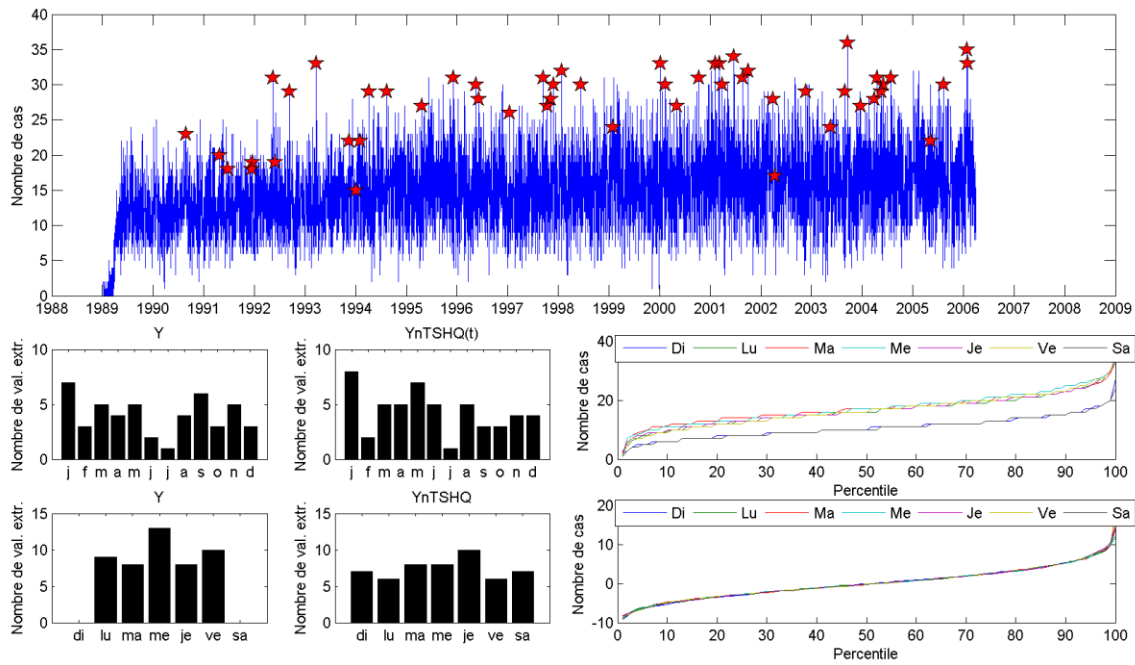 40
35
30
25
20
15
10
5
0
Nombre de cas
1988 1989 1990 1991 1992 1993 1994 1995 1996 1997 1998 1999 2000 2001 2002 2003 2004 2005 2006 2007 2008 2009
Y
10
5
0
Nombre de val. extr.
j f m a m j j a s o n d
YnTSHQ(t)
10
5
0
Nombre de val. extr.
j f m a m j j a s o n d
40
20
0
Nombre de cas
Di Lu Ma Me Je Ve Sa
0 10 20 30 40 50 60 70 80 90 100
Percentile
Y
15
10
5
0
Nombre de val. extr.
di lu ma me je ve sa
YnTSHQ
15
10
5
0
Nombre de val. extr.
di lu ma me je ve sa
20
10
0
-10
Nombre de cas
Di Lu Ma Me Je Ve Sa
0 10 20 30 40 50 60 70 80 90 100
Percentile